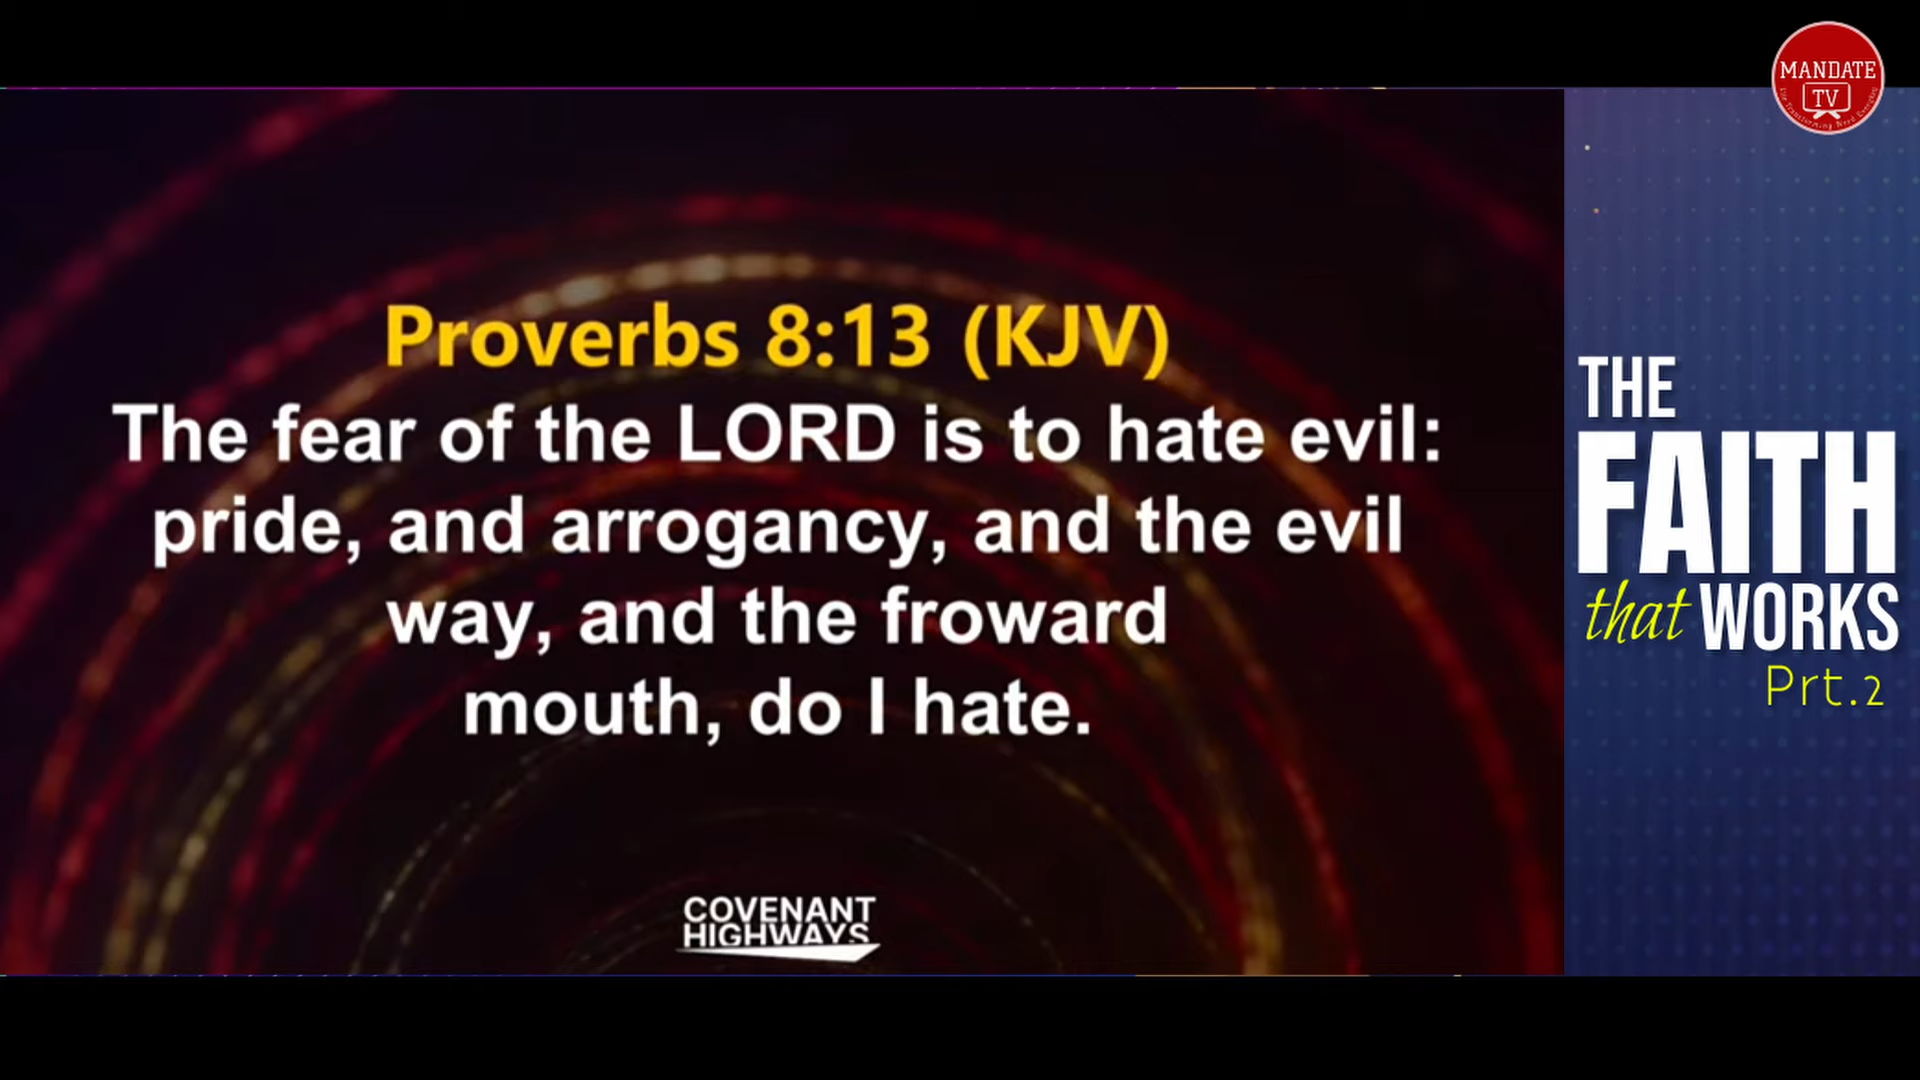 MANDATE
TV
Proverbs 8:13 (KJV)
The fear of the LORD is to hate evil:
pride, and arrogancy, and the evil
way, and the froward
mouth, do I hate.
COVENANT
HIGHWAYS
THE
FAITH
that WORKS
Prt.2